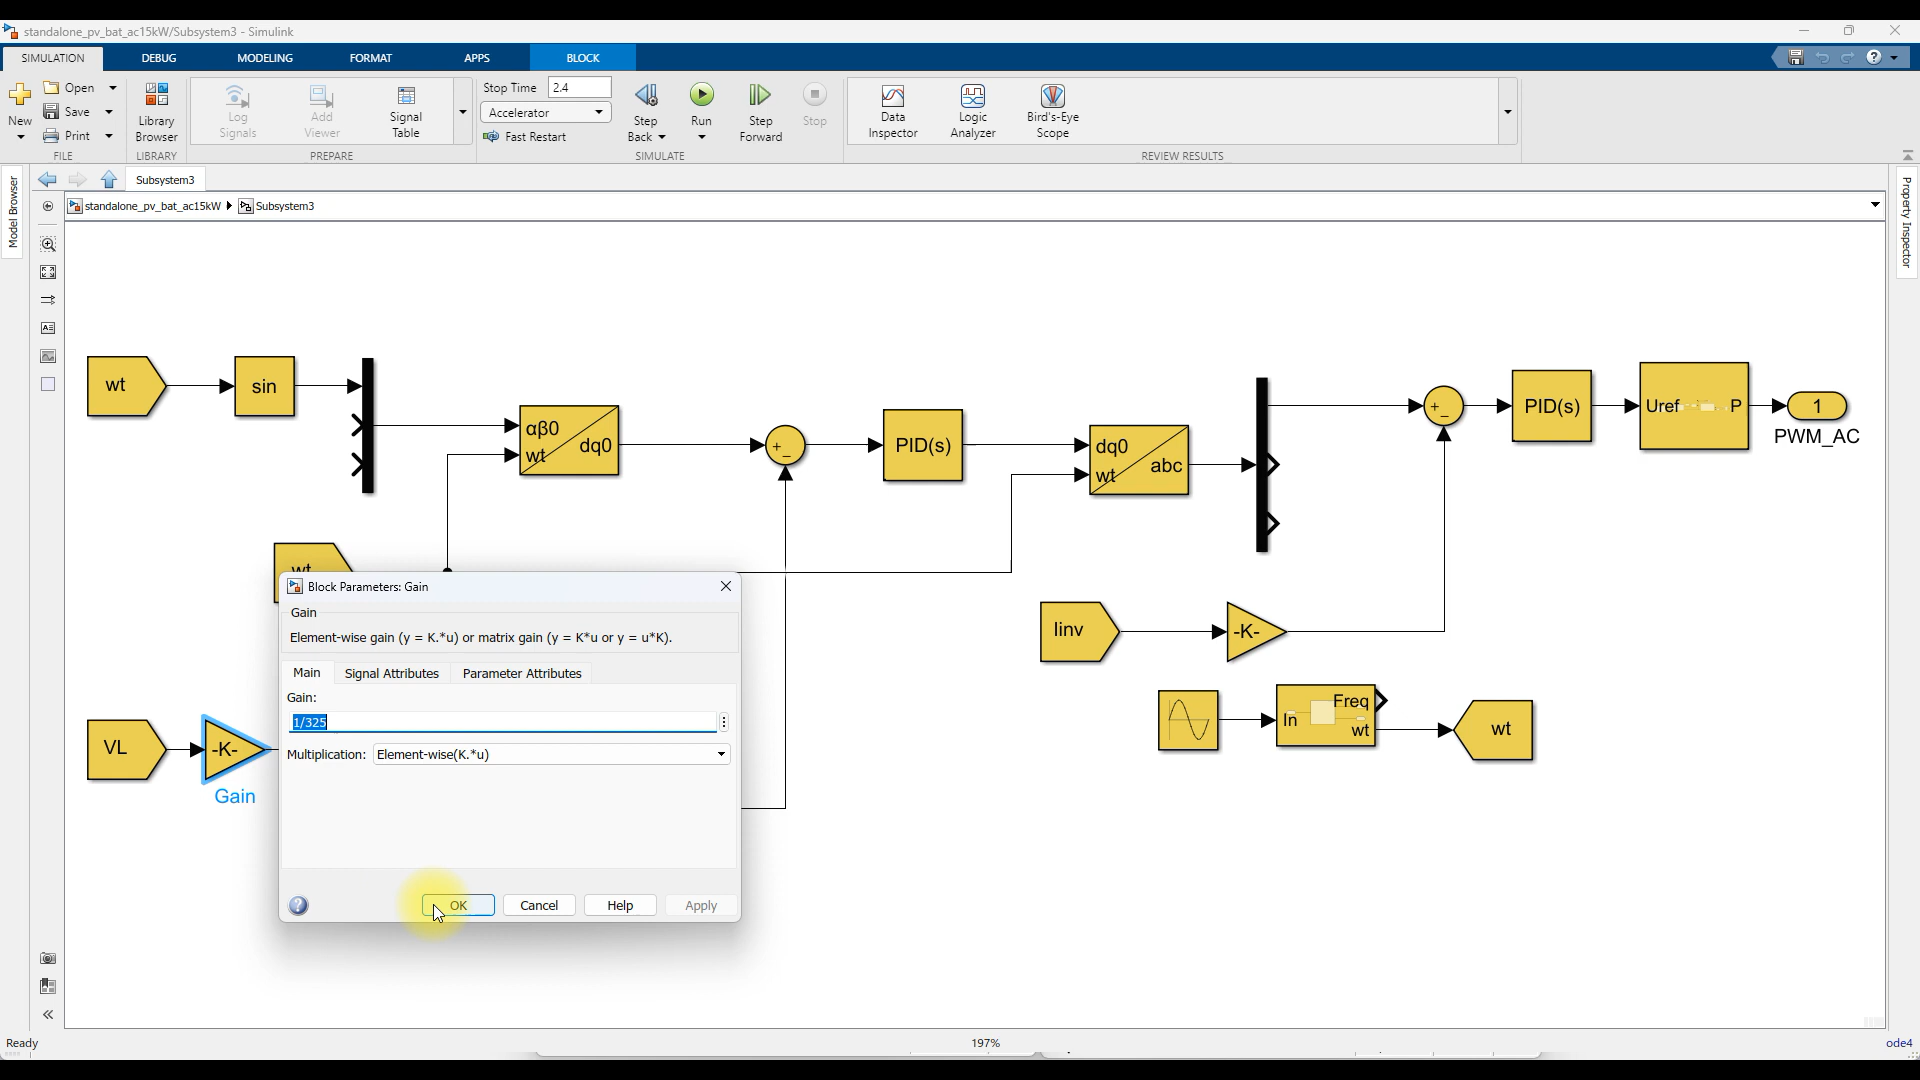 standalone_pv_bat_ac15kW/Subsystem3 - Simulink
SIMULATION
DEBUG
MODELING
FORMAT
APPS
BLOCK
New
Open
Save
Print
FILE
Library
Browser
LIBRARY
Log
Signals
Add
Viewer
Signal
Table
PREPARE
Stop Time
2.4
Accelerator
Fast Restart
Step
Back
Run
Step
Forward
Stop
SIMULATE
Data
Inspector
Logic
Analyzer
Bird's-Eye
Scope
REVIEW RESULTS
Model Browser
Subsystem3
standalone_pv_bat_ac15kW
Subsystem3
Property Inspector
wt
sin
αβ0
wt
dq0
+
-
PID(s)
dq0
wt
abc
+
-
PID(s)
Uref
P
1
PWM_AC
wt
Block Parameters: Gain
Gain
Element-wise gain (y = K.*u) or matrix gain (y = K*u or y = u*K).
Main
Signal Attributes
Parameter Attributes
Gain:
1/325
Multiplication:
Element-wise(K.*u)
OK
Cancel
Help
Apply
VL
-K-
Gain
Iinv
-K-
In
Freq
wt
wt
Ready
197%
ode4